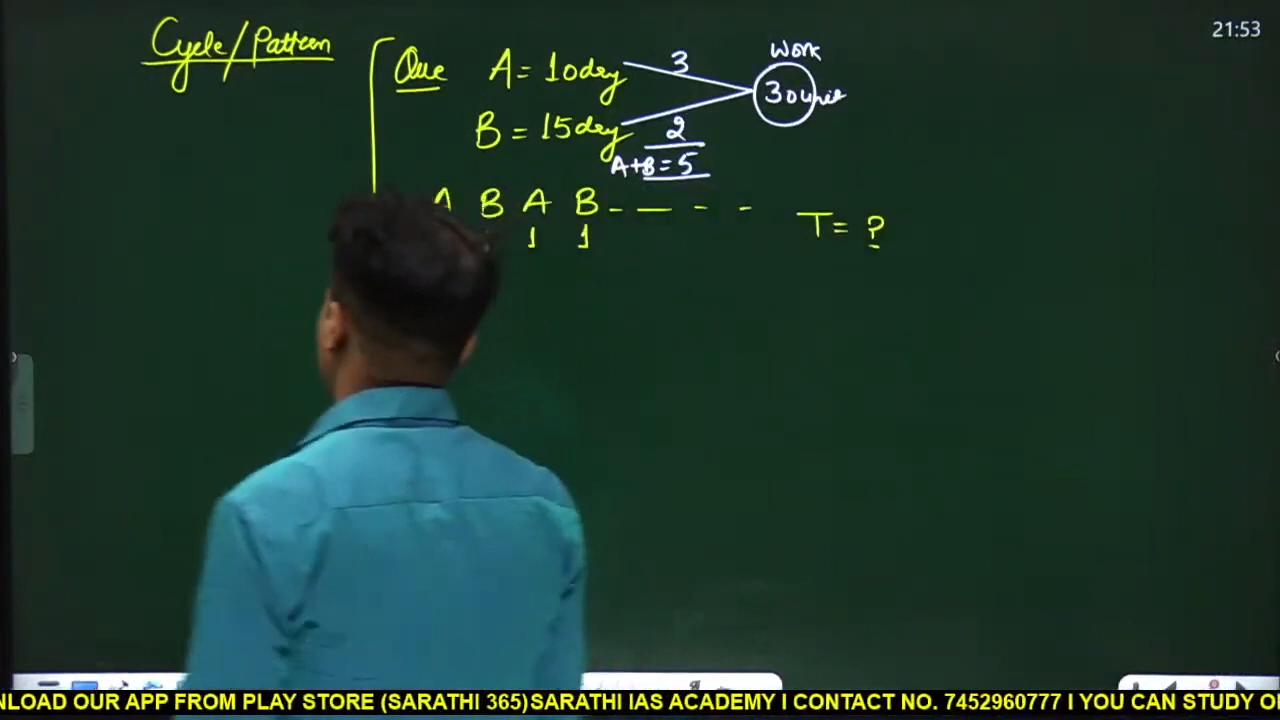 21:53
Cycle/Pattern
Que A = 10day 3 Work
30unit
B = 15day 2
A+B = 5
A B A B - - - - T = ?
1 1
NLOAD OUR APP FROM PLAY STORE (SARATHI 365)SARATHI IAS ACADEMY I CONTACT NO. 7452960777 I YOU CAN STUDY O